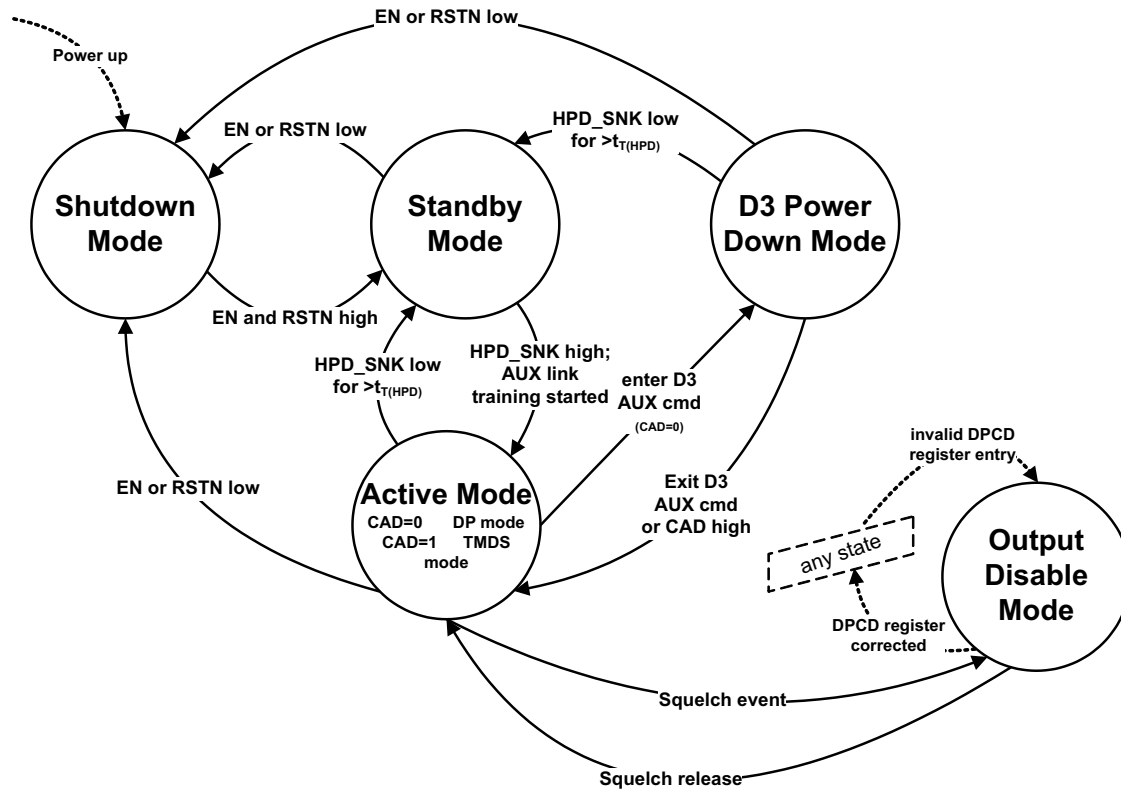 EN or RSTN low
Power up
EN or RSTN low
HPD_SNK low
for >tT(HPD)
Shutdown
Mode
Standby
Mode
D3 Power
Down Mode
EN and RSTN high
HPD_SNK low
for >tT(HPD)
HPD_SNK high;
AUX link
training started
enter D3
AUX cmd
(CAD=0)
invalid DPCD
register entry
EN or RSTN low
Active Mode
CAD=0 DP mode
CAD=1 TMDS
mode
Exit D3
AUX cmd
or CAD high
any state
Output
Disable
Mode
DPCD register
corrected
Squelch event
Squelch release